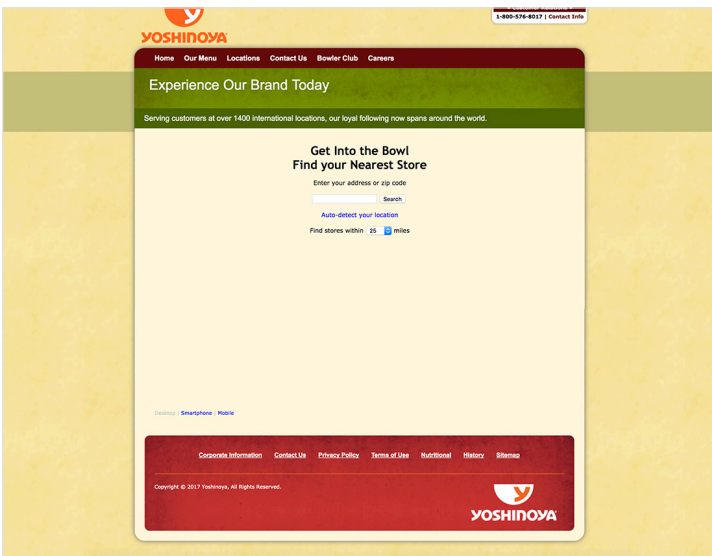 YOSHINOYA
1-800-576-8017 | Contact Info
Home Our Menu Locations Contact Us Bowler Club Careers
Experience Our Brand Today
Serving customers at over 1400 international locations, our loyal following now spans around the world.
Get Into the Bowl
Find your Nearest Store
Enter your address or zip code
Search
Auto-detect your location
Find stores within 25 miles
Desktop | Smartphone | Mobile
Corporate Information Contact Us Privacy Policy Terms of Use Nutritional History Sitemap
Copyright © 2017 Yoshinoya, All Rights Reserved.
YOSHINOYA